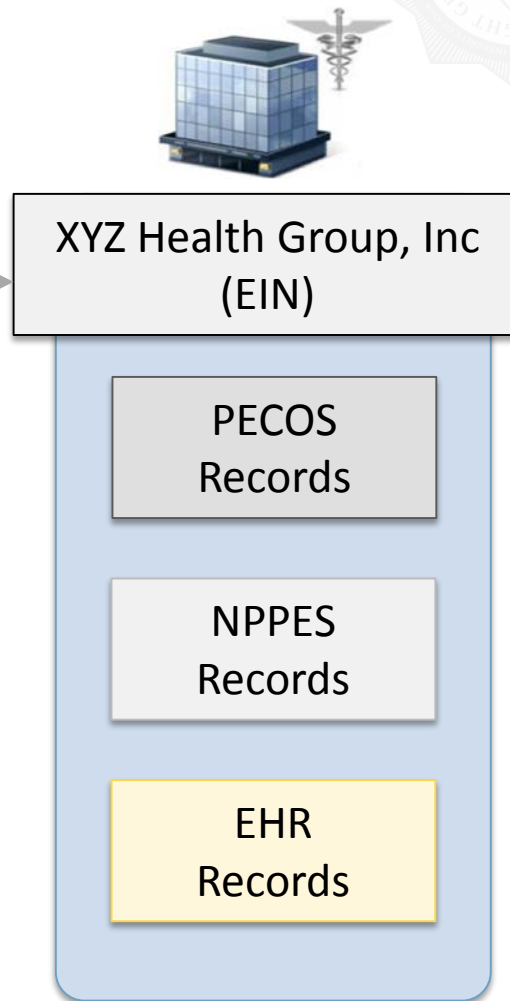 XYZ Health Group, Inc
(EIN)
PECOS
Records
NPPES
Records
EHR
Records